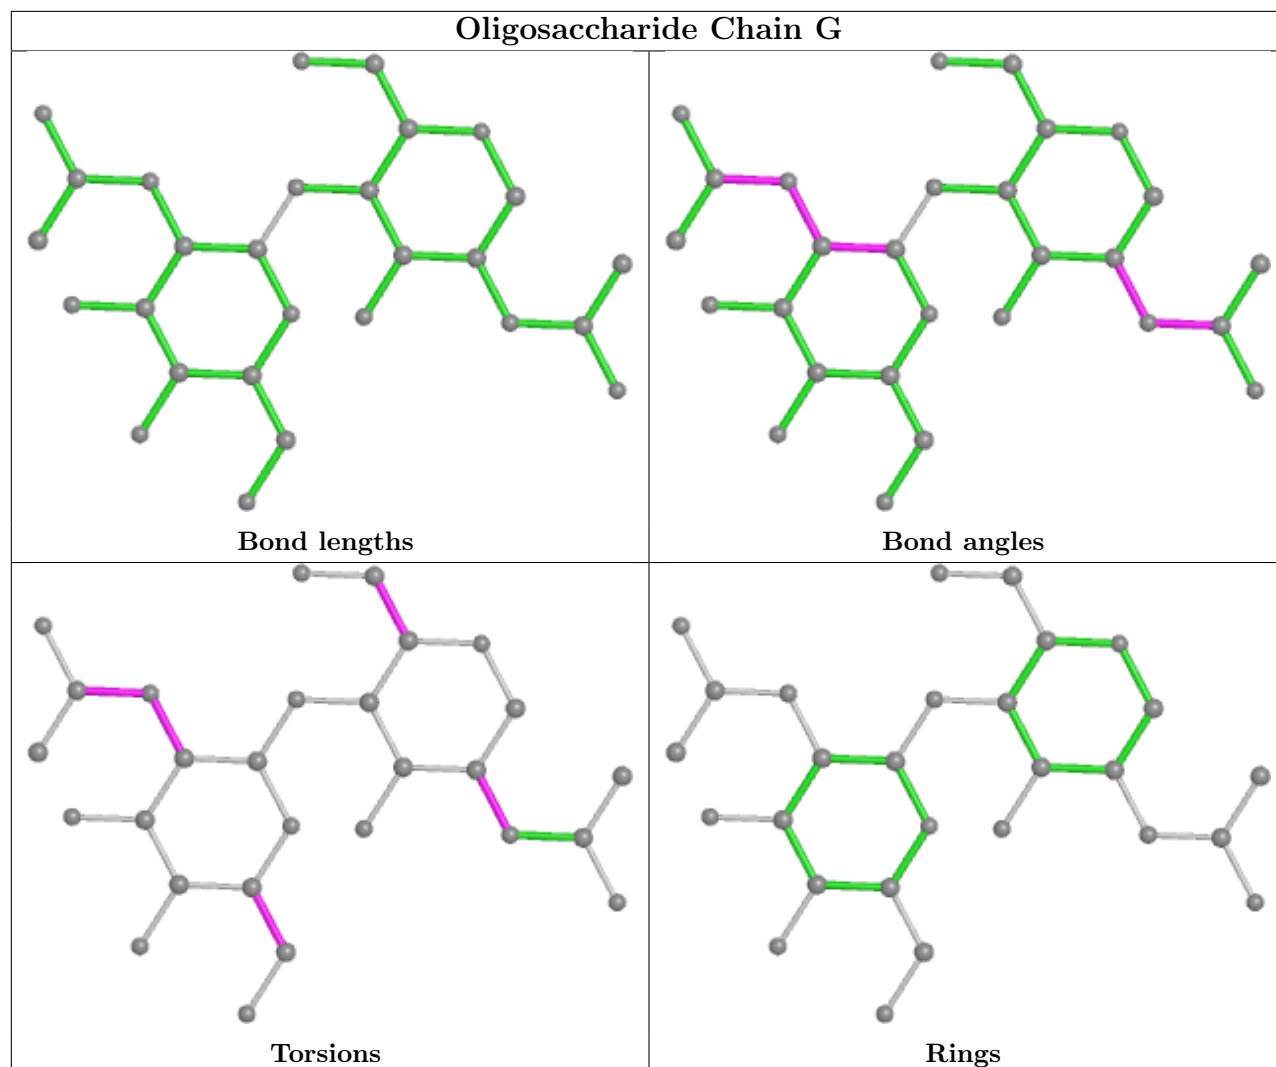 Oligosaccharide Chain G
Bond lengths
Bond angles
Torsions
Rings